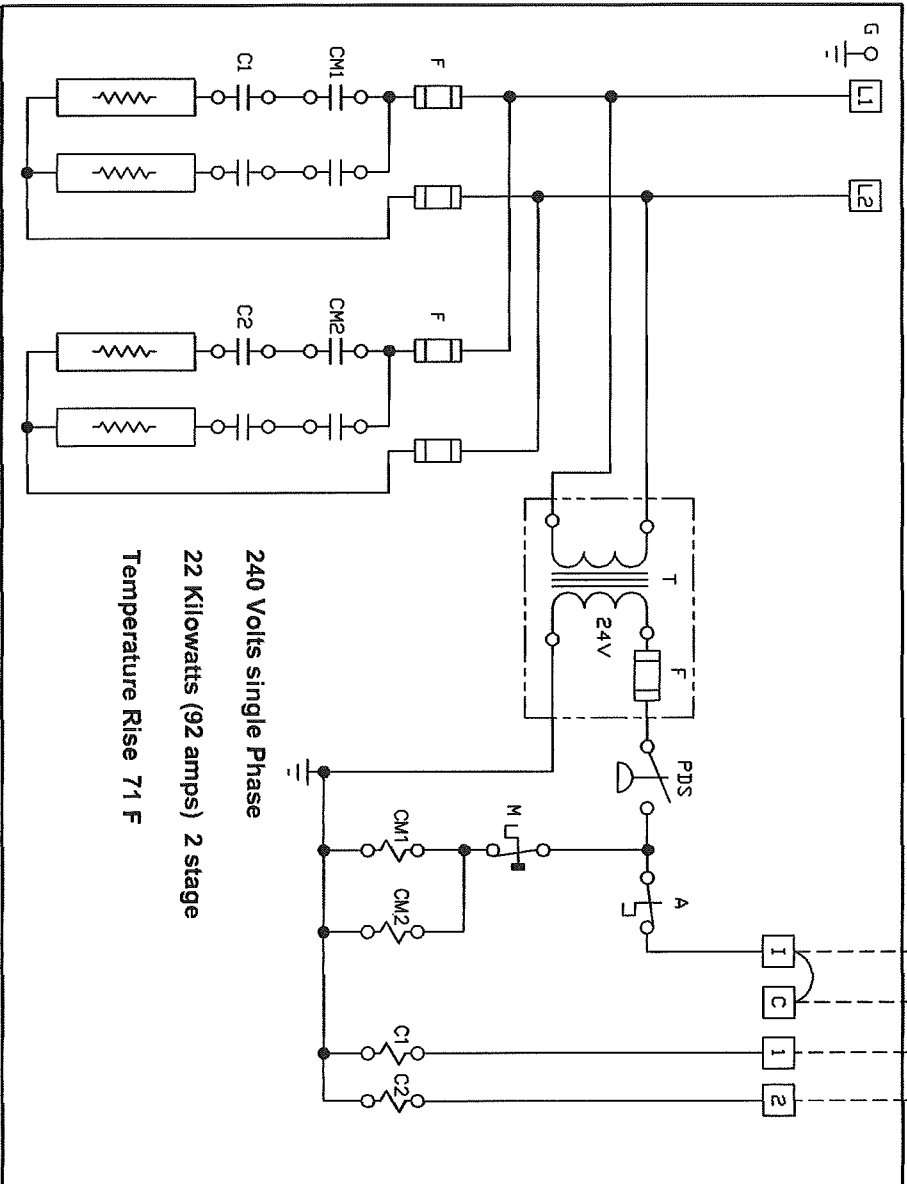 G
L1
L2
F
CM1
C1
F
CM2
C2
T
24V
F
PDS
M
A
CM1
CM2
C1
C2
I
C
1
2
240 Volts single Phase
22 Kilowatts (92 amps) 2 stage
Temperature Rise 71 F